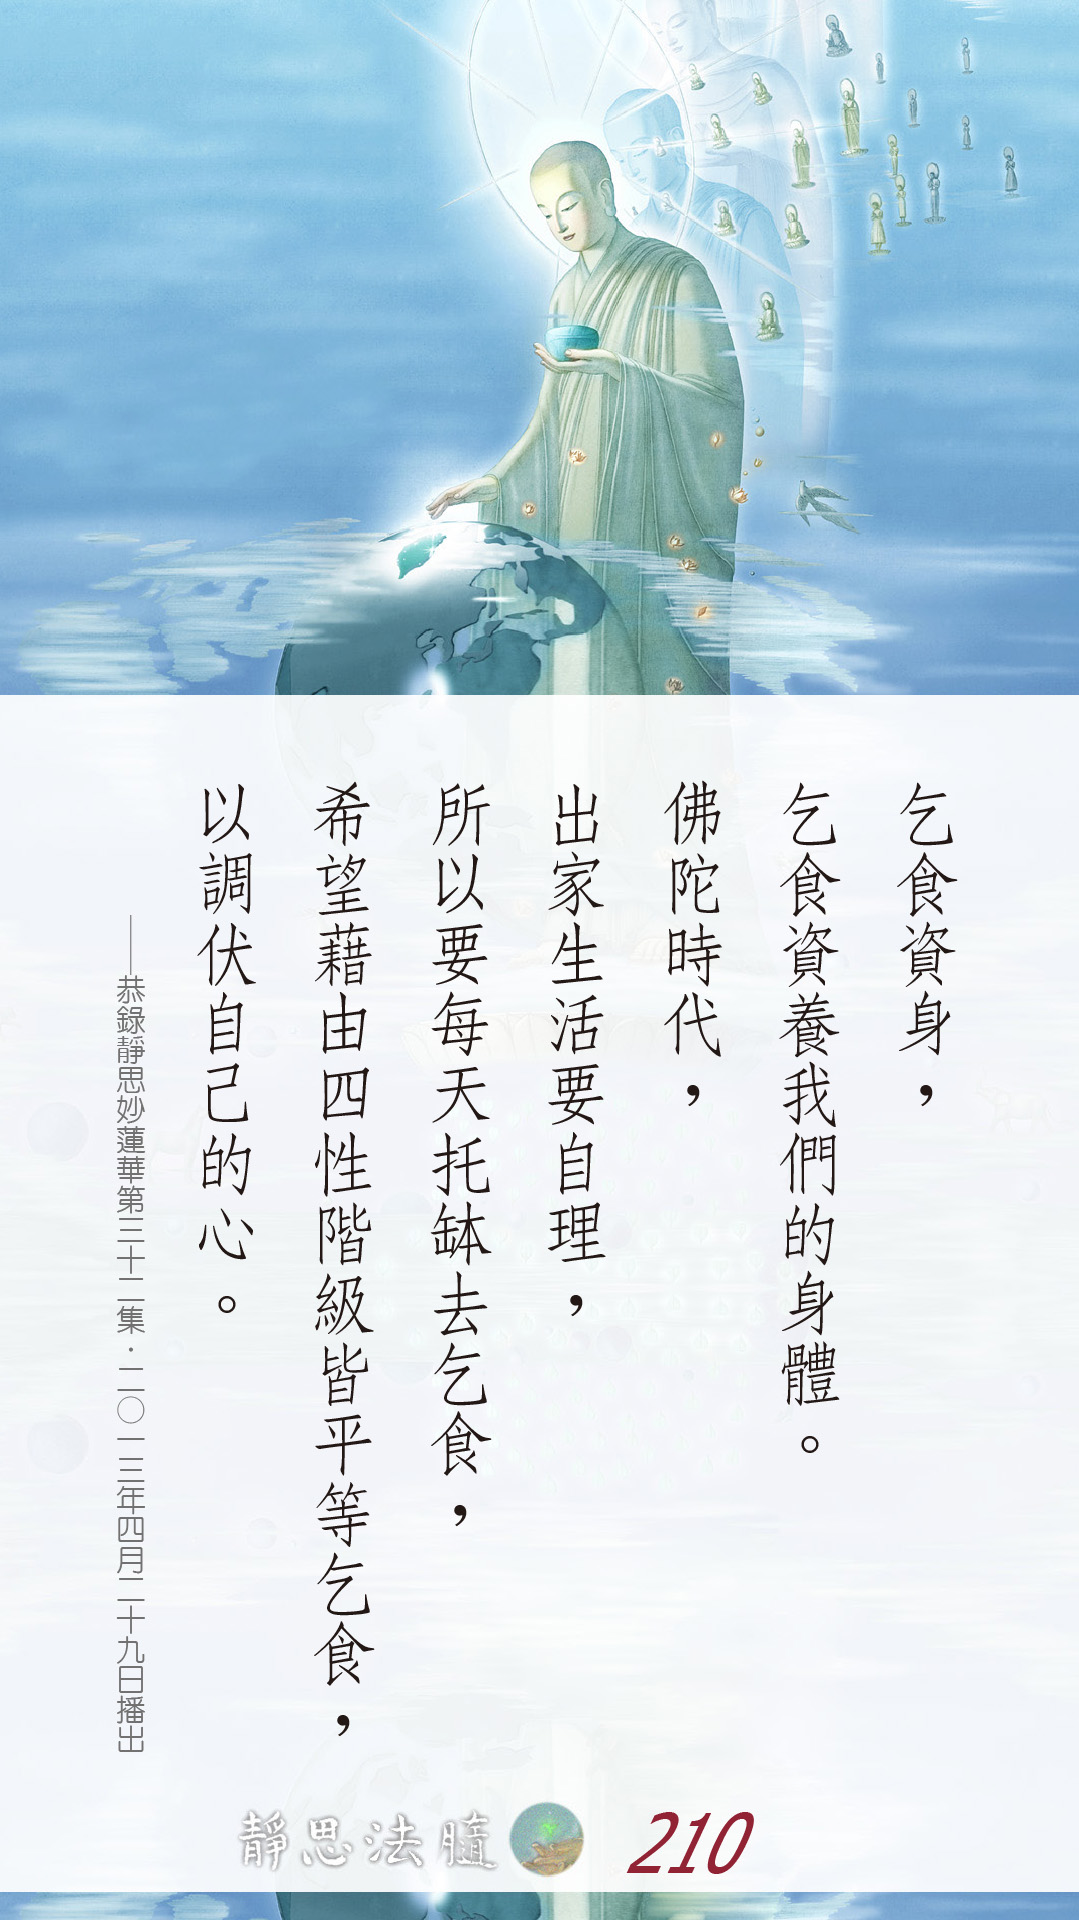 乞食資身，
乞食資養我們的身體。
佛陀時代，
出家生活要自理，
所以要每天托缽去乞食，
希望藉由四性階級皆平等乞食，
以調伏自己的心。
——恭錄靜思妙蓮華第三十二集．二〇一三年四月二十九日播出
靜思法髓 210